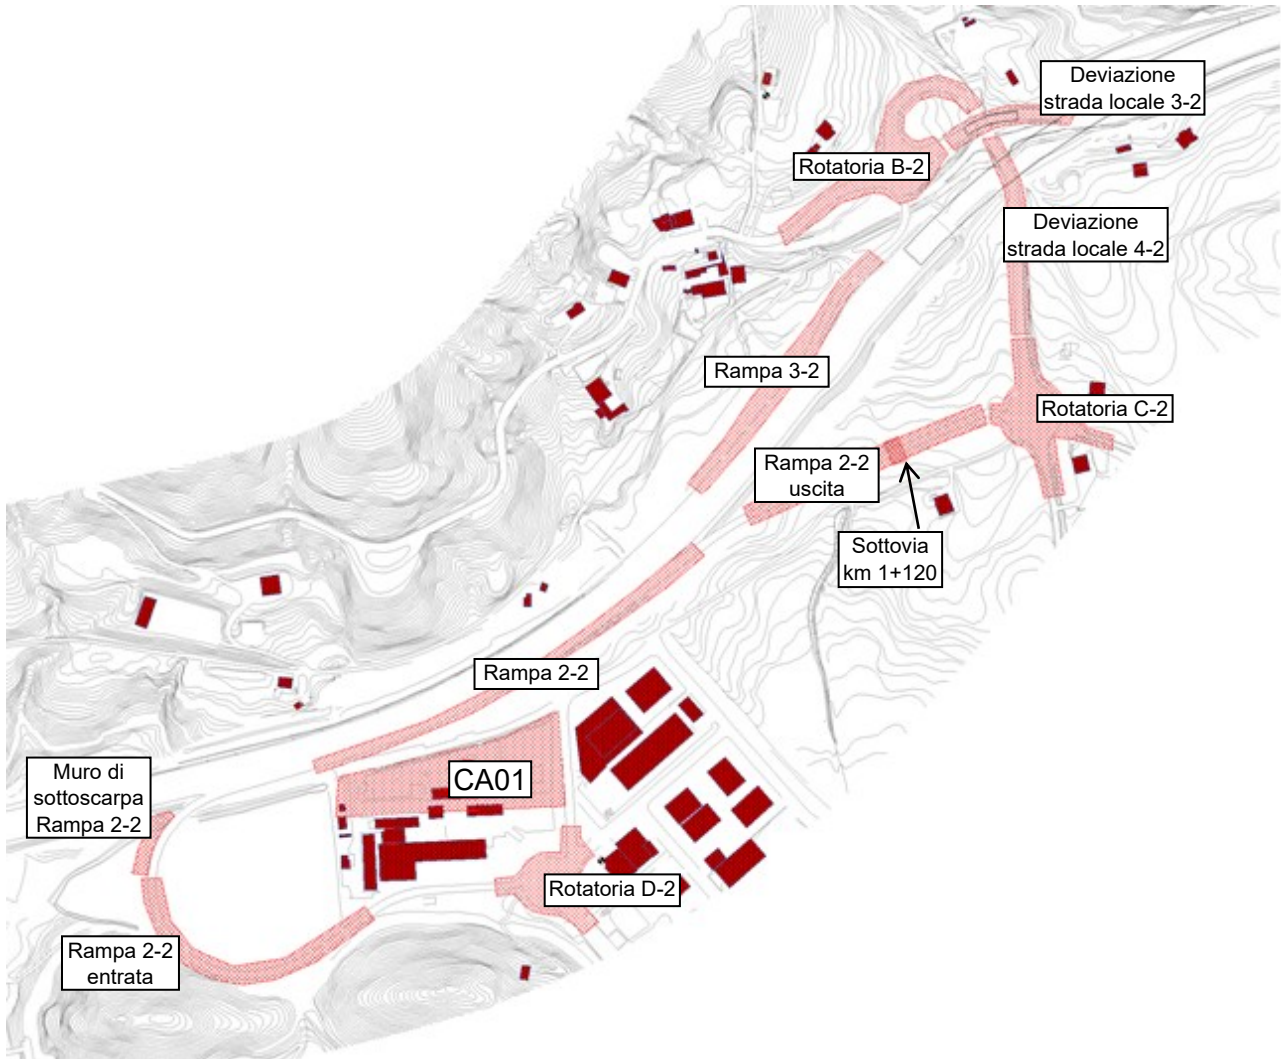 Deviazione
strada locale 3-2
Rotatoria B-2
Deviazione
strada locale 4-2
Rampa 3-2
Rotatoria C-2
Rampa 2-2
uscita
Sottovia
km 1+120
Rampa 2-2
CA01
Muro di
sottoscarpa
Rampa 2-2
Rotatoria D-2
Rampa 2-2
entrata